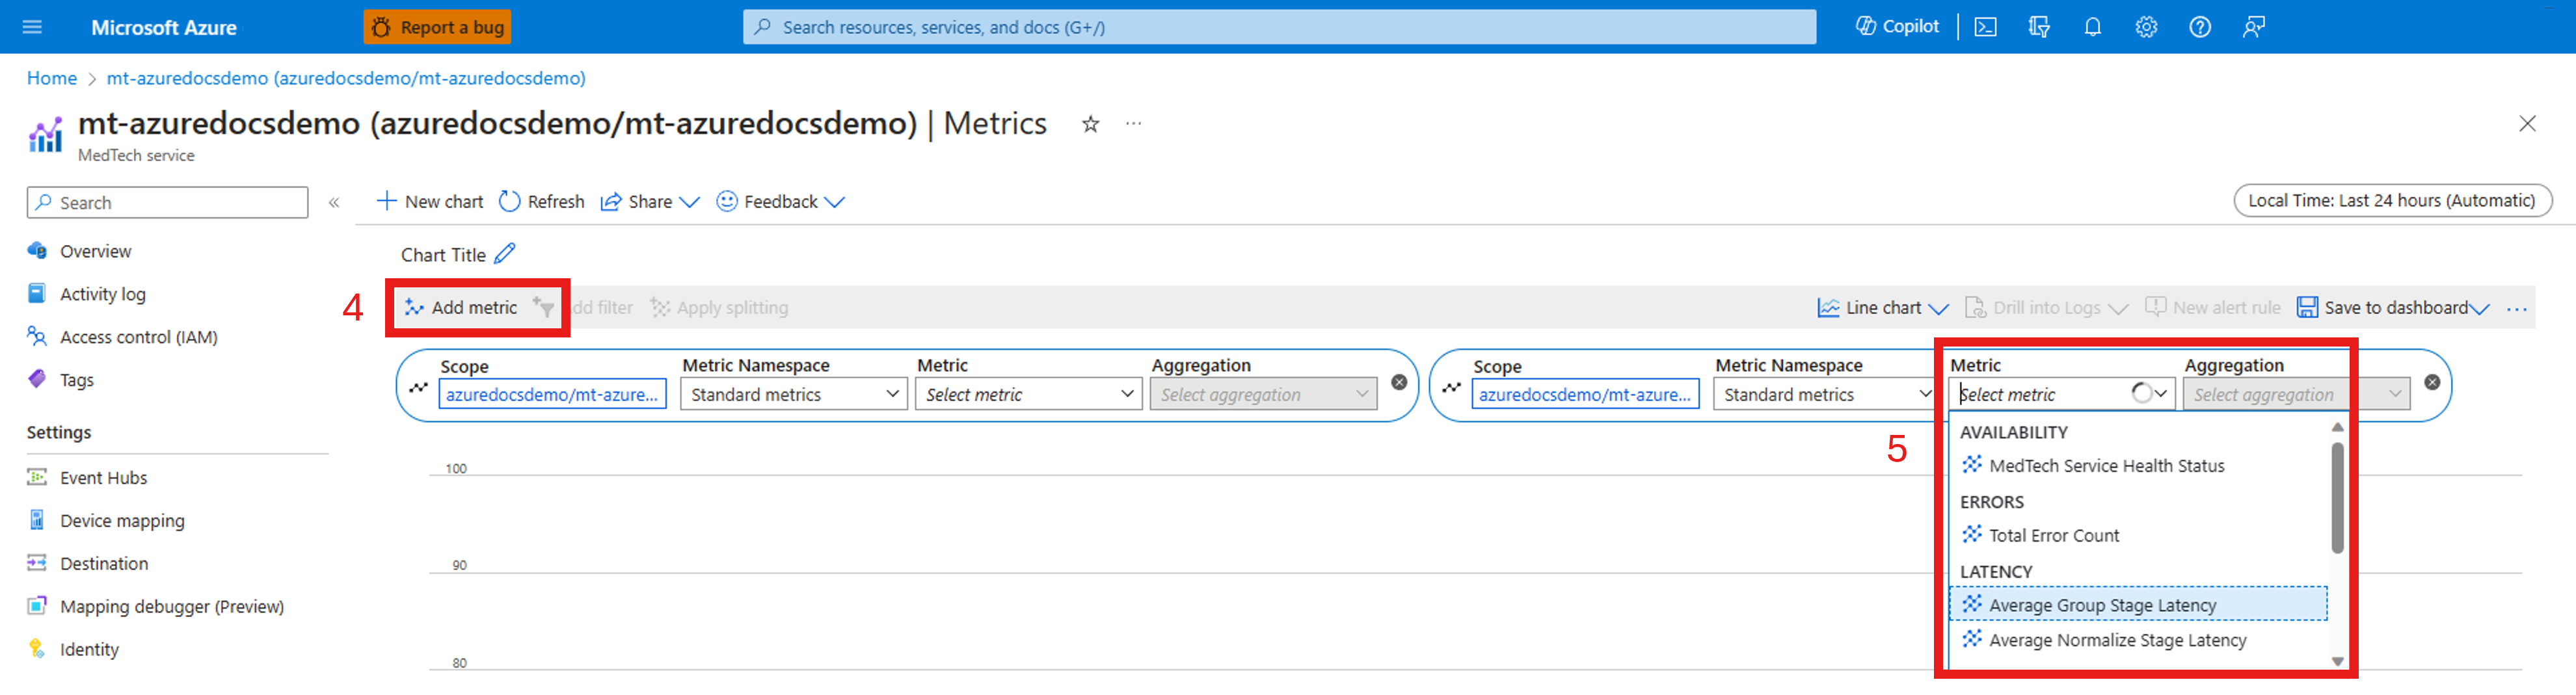 Microsoft Azure
Report a bug
Search resources, services, and docs (G+/)
Copilot
Home > mt-azuredocsdemo (azuredocsdemo/mt-azuredocsdemo)
mt-azuredocsdemo (azuredocsdemo/mt-azuredocsdemo) | Metrics
MedTech service
Search
«
New chart
Refresh
Share
Feedback
Local Time: Last 24 hours (Automatic)
Overview
Activity log
Access control (IAM)
Tags
Settings
Event Hubs
Device mapping
Destination
Mapping debugger (Preview)
Identity
Chart Title
4
Add metric
dd filter
Apply splitting
Line chart
Drill into Logs
New alert rule
Save to dashboard
Scope
Metric Namespace
Metric
Aggregation
azuredocsdemo/mt-azure...
Standard metrics
Select metric
Select aggregation
Scope
Metric Namespace
Metric
Aggregation
azuredocsdemo/mt-azure...
Standard metrics
Select metric
Select aggregation
5
AVAILABILITY
MedTech Service Health Status
ERRORS
Total Error Count
LATENCY
Average Group Stage Latency
Average Normalize Stage Latency
100
90
80